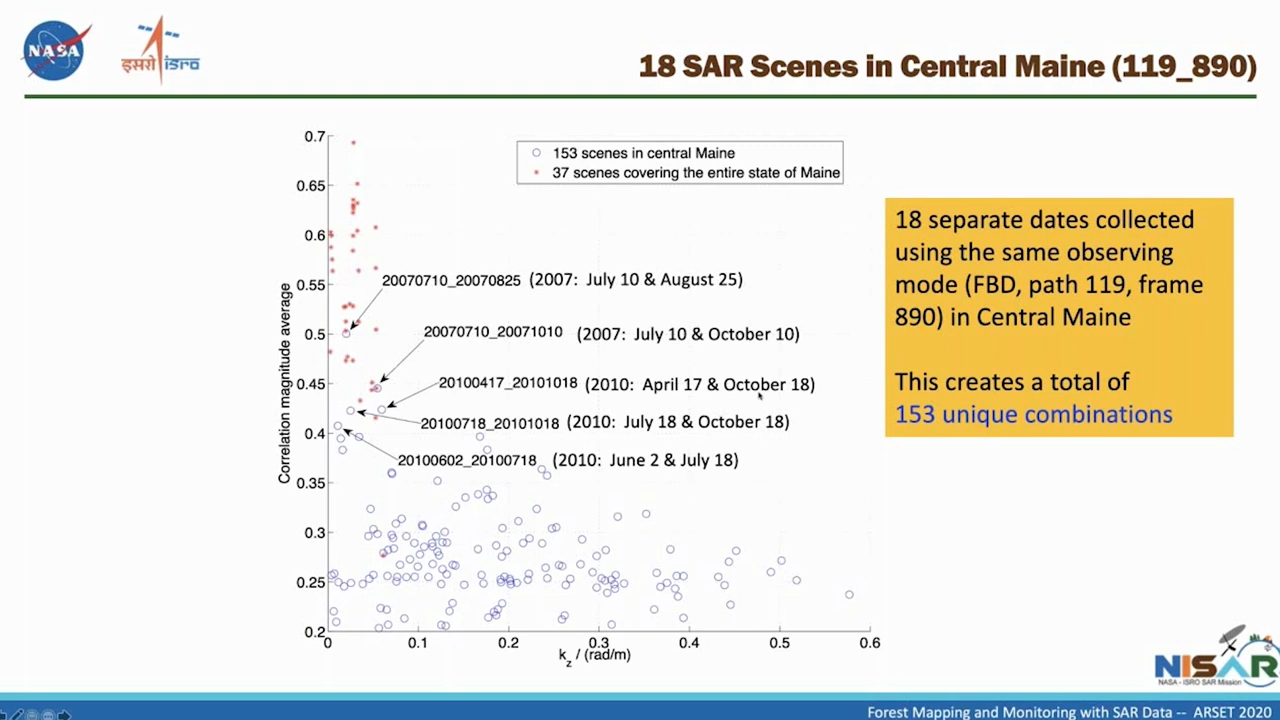 NASA
इसरो isro
18 SAR Scenes in Central Maine (119_890)
0.7
0.65
0.6
0.55
0.5
0.45
0.4
0.35
0.3
0.25
0.2
Correlation magnitude average
153 scenes in central Maine
37 scenes covering the entire state of Maine
20070710_20070825 (2007: July 10 & August 25)
20070710_20071010 (2007: July 10 & October 10)
20100417_20101018 (2010: April 17 & October 18)
20100718_20101018 (2010: July 18 & October 18)
20100602_20100718 (2010: June 2 & July 18)
0 0.1 0.2 0.3 0.4 0.5 0.6
k_z / (rad/m)
18 separate dates collected
using the same observing
mode (FBD, path 119, frame
890) in Central Maine
This creates a total of
153 unique combinations
NISAR
NASA - ISRO SAR Mission
Forest Mapping and Monitoring with SAR Data -- ARSET 2020